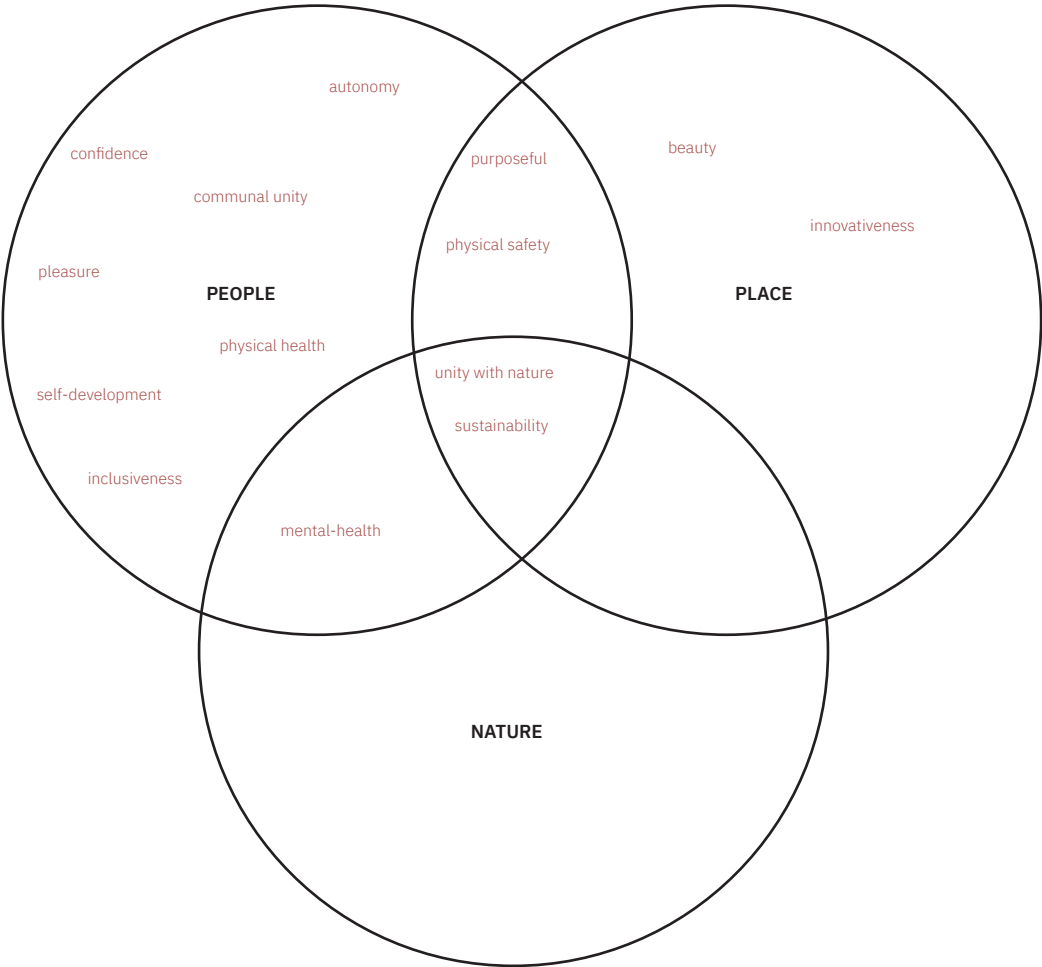 autonomy
confidence
purposeful
beauty
communal unity
innovativeness
physical safety
pleasure
PEOPLE
PLACE
physical health
unity with nature
self-development
sustainability
inclusiveness
mental-health
NATURE